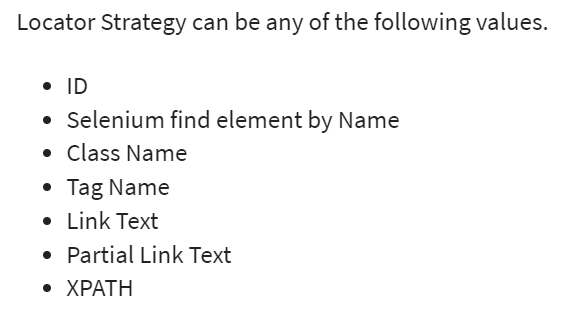 Locator Strategy can be any of the following values.
• ID
• Selenium find element by Name
• Class Name
• Tag Name
• Link Text
• Partial Link Text
• XPATH